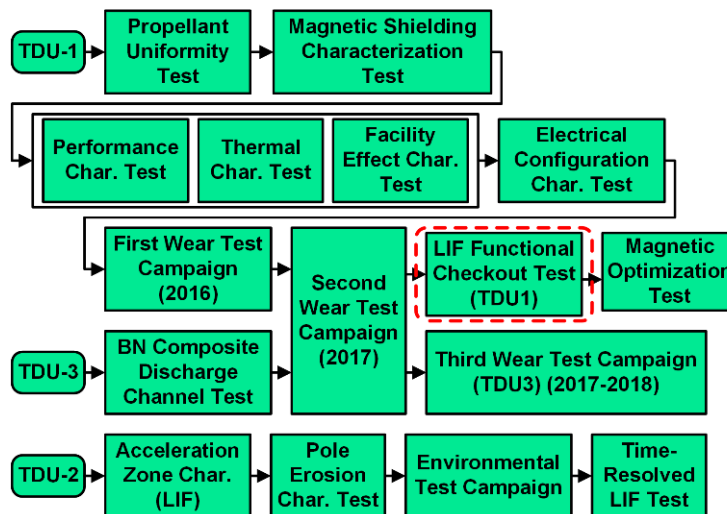 TDU-1
Propellant
Uniformity
Test
Magnetic Shielding
Characterization
Test
Performance
Char. Test
Thermal
Char. Test
Facility
Effect Char.
Test
Electrical
Configuration
Char. Test
First Wear Test
Campaign
(2016)
Second
Wear Test
Campaign
(2017)
LIF Functional
Checkout Test
(TDU1)
Magnetic
Optimization
Test
TDU-3
BN Composite
Discharge
Channel Test
Third Wear Test Campaign
(TDU3) (2017-2018)
TDU-2
Acceleration
Zone Char.
(LIF)
Pole
Erosion
Char. Test
Environmental
Test Campaign
Time-
Resolved
LIF Test